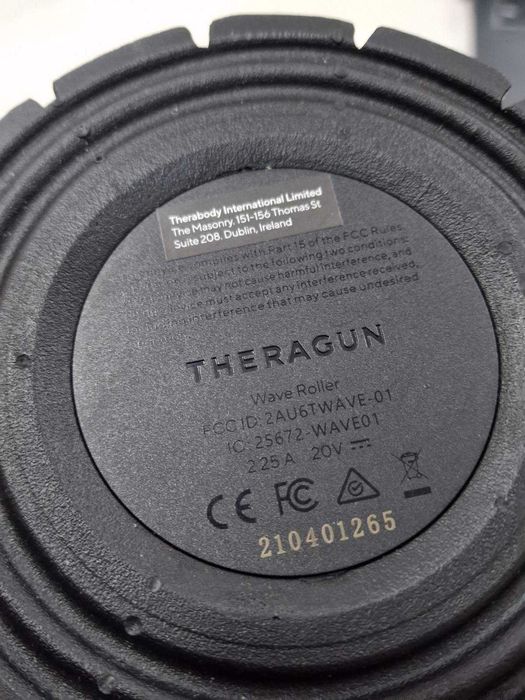 Therabody International Limited
The Masonry, 151-156 Thomas St
Suite 208. Dublin, Ireland
complies with Part 15 of the FCC Rules
subject to the following two conditions:
may not cause harmful interference, and
must accept any interference received,
interference that may cause undesired
THERAGUN
Wave Roller
FCC ID: 2AU6TWAVE-01
IC: 25672-WAVE01
2.25 A 20V
CE FC
210401265